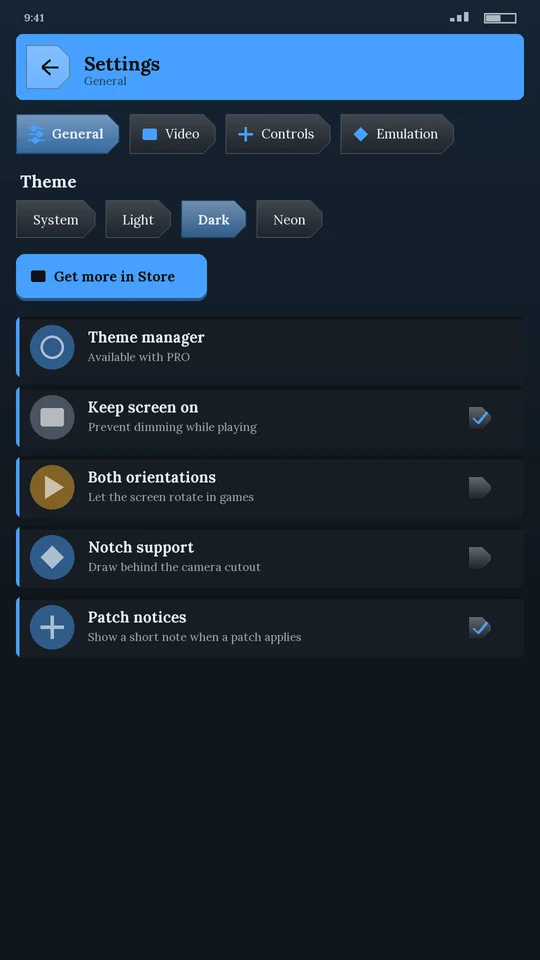 9:41
Settings
General
General
Video
Controls
Emulation
Theme
System
Light
Dark
Neon
Get more in Store
Theme manager
Available with PRO
Keep screen on
Prevent dimming while playing
Both orientations
Let the screen rotate in games
Notch support
Draw behind the camera cutout
Patch notices
Show a short note when a patch applies